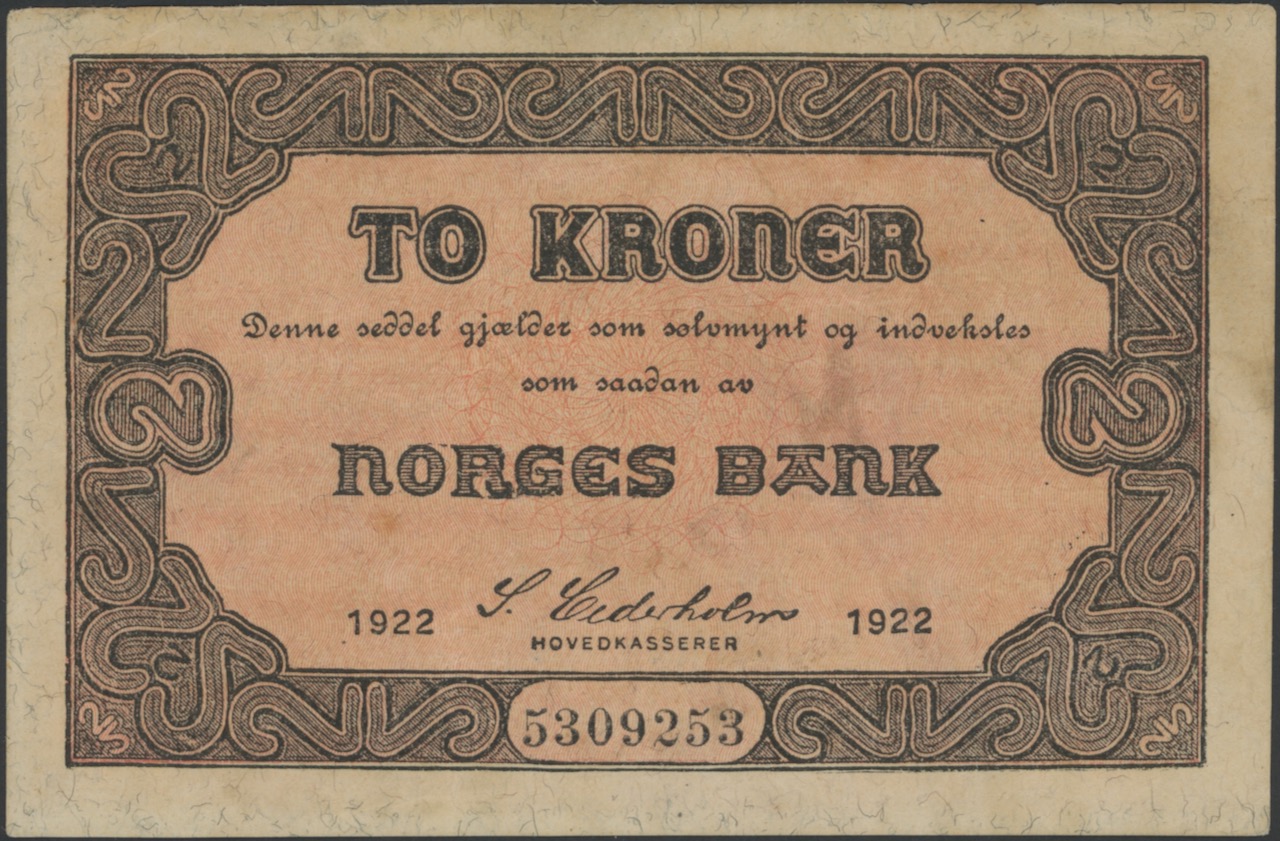 TO KRONER
Denne seddel gjælder som sølvmynt og indveksles
som saadan av
NORGES BANK
1922 S. Cederholm 1922
HOVEDKASSERER
5309253